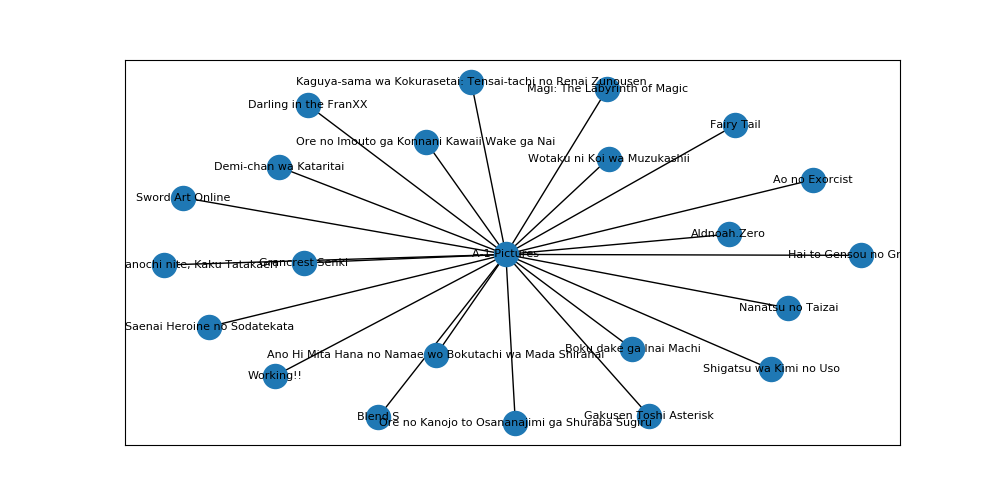 Kaguya-sama wa Kokurasetai: Tensai-tachi no Renai Zunousen
Magi: The Labyrinth of Magic
Darling in the FranXX
Fairy Tail
Ore no Imouto ga Konnani Kawaii Wake ga Nai
Wotaku ni Koi wa Muzukashii
Demi-chan wa Kataritai
Ao no Exorcist
Sword Art Online
Aldnoah.Zero
A-1 Pictures
Hai to Gensou no Gr
anochi nite, Kaku Tatakaeri
Grancrest Senki
Nanatsu no Taizai
Saenai Heroine no Sodatekata
Boku dake ga Inai Machi
Ano Hi Mita Hana no Namae wo Bokutachi wa Mada Shiranai
Shigatsu wa Kimi no Uso
Working!!
Gakusen Toshi Asterisk
Blend S
Ore no Kanojo to Osananajimi ga Shuraba Sugiru